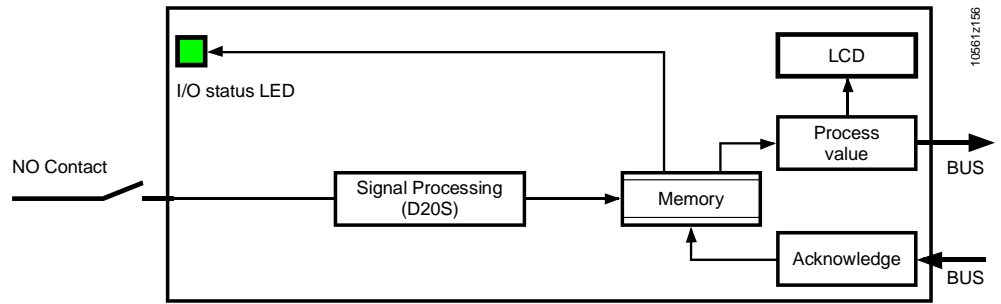 10561z156
LCD
I/O status LED
Process
value
NO Contact
BUS
Signal Processing
(D20S)
Memory
Acknowledge
BUS